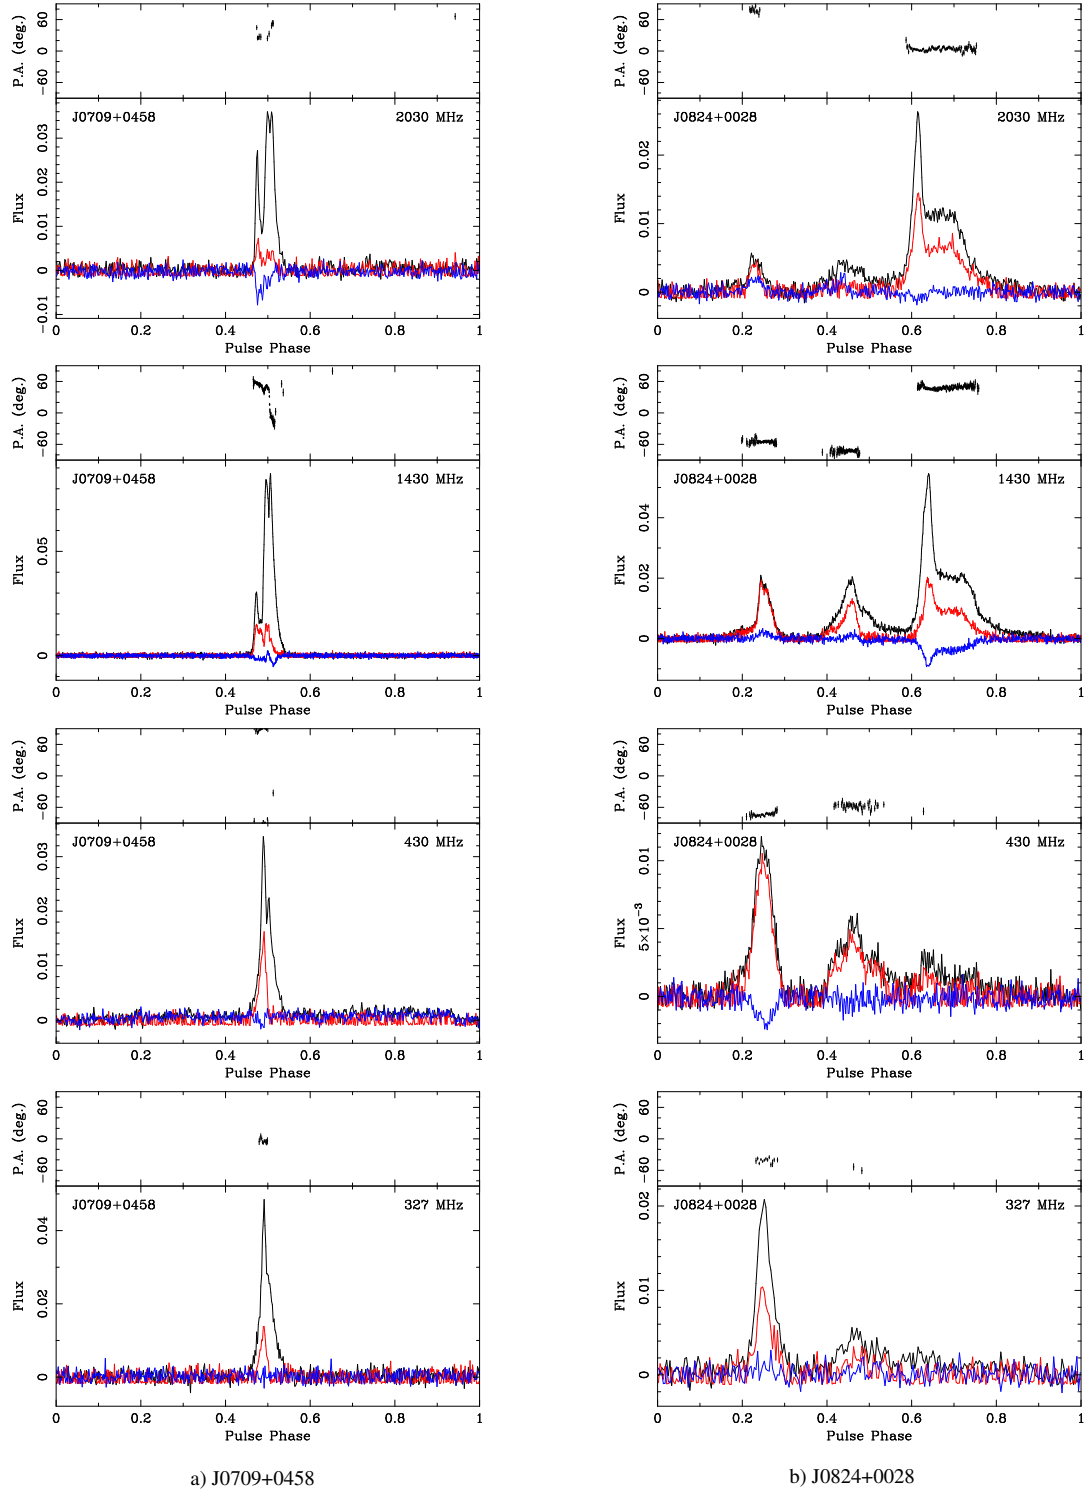 P.A. (deg.)
60
0
−60
J0709+0458
2030 MHz
Flux
0.03
0.02
0.01
0
−0.01
0
0.2
0.4
0.6
0.8
1
Pulse Phase
P.A. (deg.)
60
0
−60
J0709+0458
1430 MHz
Flux
0.05
0
0
0.2
0.4
0.6
0.8
1
Pulse Phase
P.A. (deg.)
60
0
−60
J0709+0458
430 MHz
Flux
0.03
0.02
0.01
0
0
0.2
0.4
0.6
0.8
1
Pulse Phase
P.A. (deg.)
60
0
−60
J0709+0458
327 MHz
Flux
0.04
0.02
0
0
0.2
0.4
0.6
0.8
1
Pulse Phase
a) J0709+0458
P.A. (deg.)
60
0
−60
J0824+0028
2030 MHz
Flux
0.02
0.01
0
0
0.2
0.4
0.6
0.8
1
Pulse Phase
P.A. (deg.)
60
0
−60
J0824+0028
1430 MHz
Flux
0.04
0.02
0
0
0.2
0.4
0.6
0.8
1
Pulse Phase
P.A. (deg.)
60
0
−60
J0824+0028
430 MHz
Flux
0.01
5×10⁻³
0
0
0.2
0.4
0.6
0.8
1
Pulse Phase
P.A. (deg.)
60
0
−60
J0824+0028
327 MHz
Flux
0.02
0.01
0
0
0.2
0.4
0.6
0.8
1
Pulse Phase
b) J0824+0028